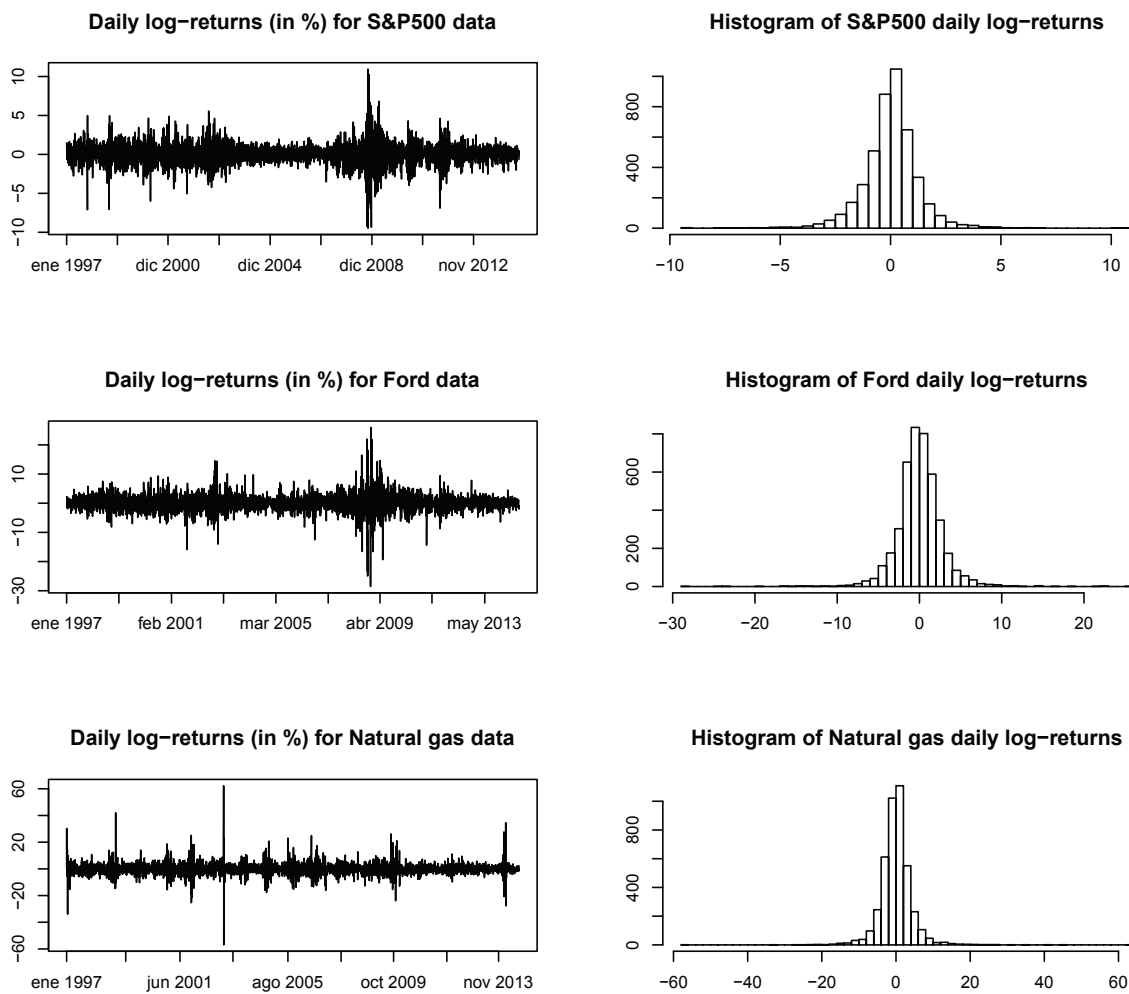 Daily log−returns (in %) for S&P500 data
10
5
0
−5
−10
ene 1997 dic 2000 dic 2004 dic 2008 nov 2012
Histogram of S&P500 daily log−returns
800
400
0
−10 −5 0 5 10
Daily log−returns (in %) for Ford data
10
−10
−30
ene 1997 feb 2001 mar 2005 abr 2009 may 2013
Histogram of Ford daily log−returns
600
200
0
−30 −10 0 10 20
Daily log−returns (in %) for Natural gas data
60
20
−20
−60
ene 1997 jun 2001 ago 2005 oct 2009 nov 2013
Histogram of Natural gas daily log−returns
800
400
0
−60 −40 −20 0 20 40 60